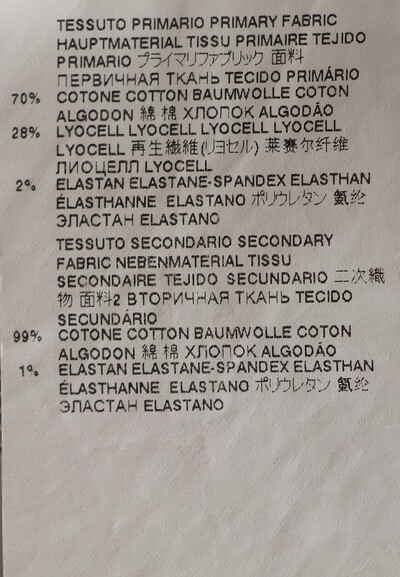 TESSUTO PRIMARIO PRIMARY FABRIC
HAUPTMATERIAL TISSU PRIMAIRE TEJIDO
PRIMARIO プライマリファブリック 面料
ПЕРВИЧНАЯ ТКАНЬ TECIDO PRIMÁRIO
70% COTONE COTTON BAUMWOLLE COTON
ALGODON 綿 棉 ХЛОПОК ALGODÃO
28% LYOCELL LYOCELL LYOCELL LYOCELL
LYOCELL 再生繊維(リヨセル) 莱赛尔纤维
ЛИОЦЕЛЛ LYOCELL
2% ELASTAN ELASTANE-SPANDEX ELASTHAN
ÉLASTHANNE ELASTANO ポリウレタン 氨纶
ЭЛАСТАН ELASTANO
TESSUTO SECONDARIO SECONDARY
FABRIC NEBENMATERIAL TISSU
SECONDAIRE TEJIDO SECUNDARIO 二次織
物 面料2 ВТОРИЧНАЯ ТКАНЬ TECIDO
SECUNDÁRIO
99% COTONE COTTON BAUMWOLLE COTON
ALGODON 綿 棉 ХЛОПОК ALGODÃO
1% ELASTAN ELASTANE-SPANDEX ELASTHAN
ÉLASTHANNE ELASTANO ポリウレタン 氨纶
ЭЛАСТАН ELASTANO